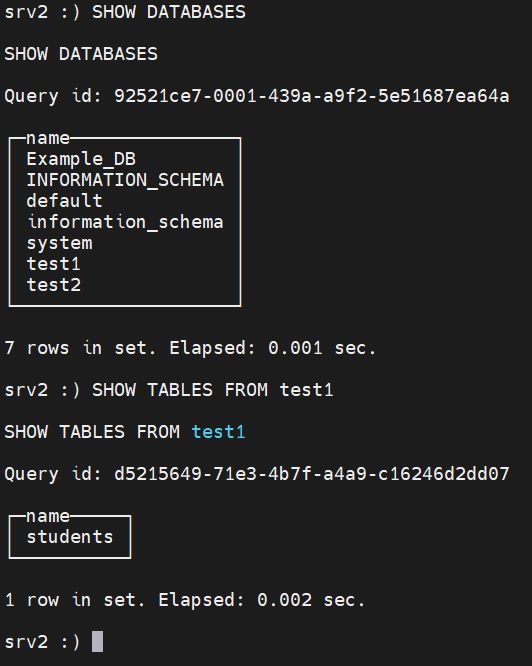 srv2 :) SHOW DATABASES
SHOW DATABASES
Query id: 92521ce7-0001-439a-a9f2-5e51687ea64a
name
Example_DB
INFORMATION_SCHEMA
default
information_schema
system
test1
test2
7 rows in set. Elapsed: 0.001 sec.
srv2 :) SHOW TABLES FROM test1
SHOW TABLES FROM test1
Query id: d5215649-71e3-4b7f-a4a9-c16246d2dd07
name
students
1 row in set. Elapsed: 0.002 sec.
srv2 :)